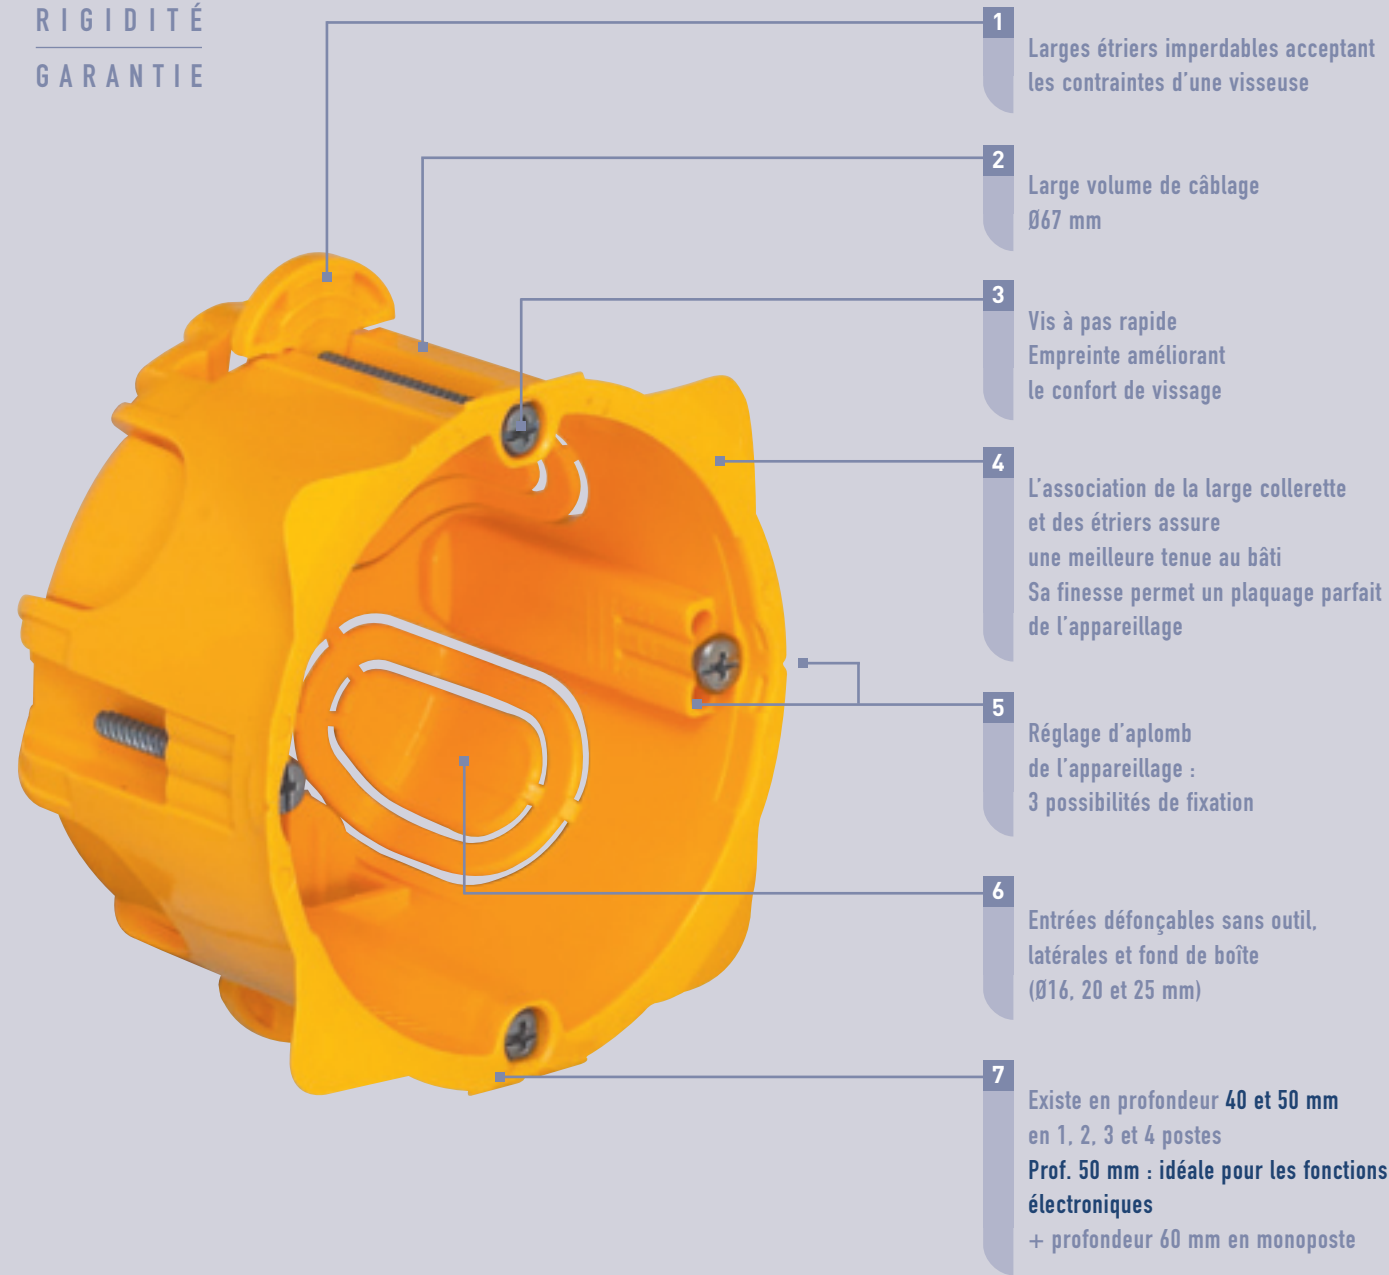 RIGIDITÉ
GARANTIE
1
Larges étriers imperdables acceptant
les contraintes d'une visseuse
2
Large volume de câblage
Ø67 mm
3
Vis à pas rapide
Empreinte améliorant
le confort de vissage
4
L'association de la large collerette
et des étriers assure
une meilleure tenue au bâti
Sa finesse permet un plaquage parfait
de l'appareillage
5
Réglage d'aplomb
de l'appareillage :
3 possibilités de fixation
6
Entrées défonçables sans outil,
latérales et fond de boîte
(Ø16, 20 et 25 mm)
7
Existe en profondeur 40 et 50 mm
en 1, 2, 3 et 4 postes
Prof. 50 mm : idéale pour les fonctions
électroniques
+ profondeur 60 mm en monoposte